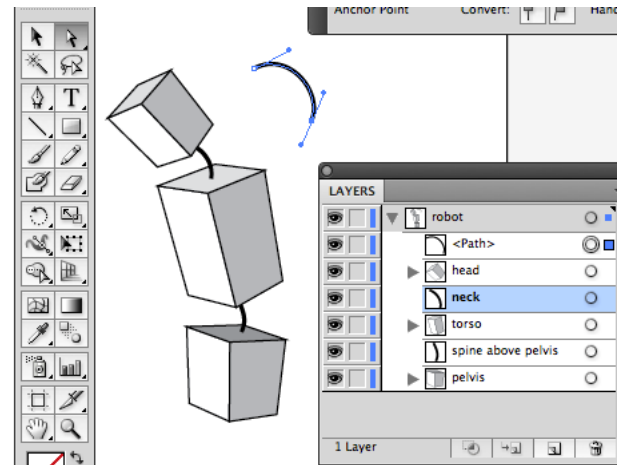 Anchor Point Convert: Hand
T
LAYERS
robot
<Path>
head
neck
torso
spine above pelvis
pelvis
1 Layer